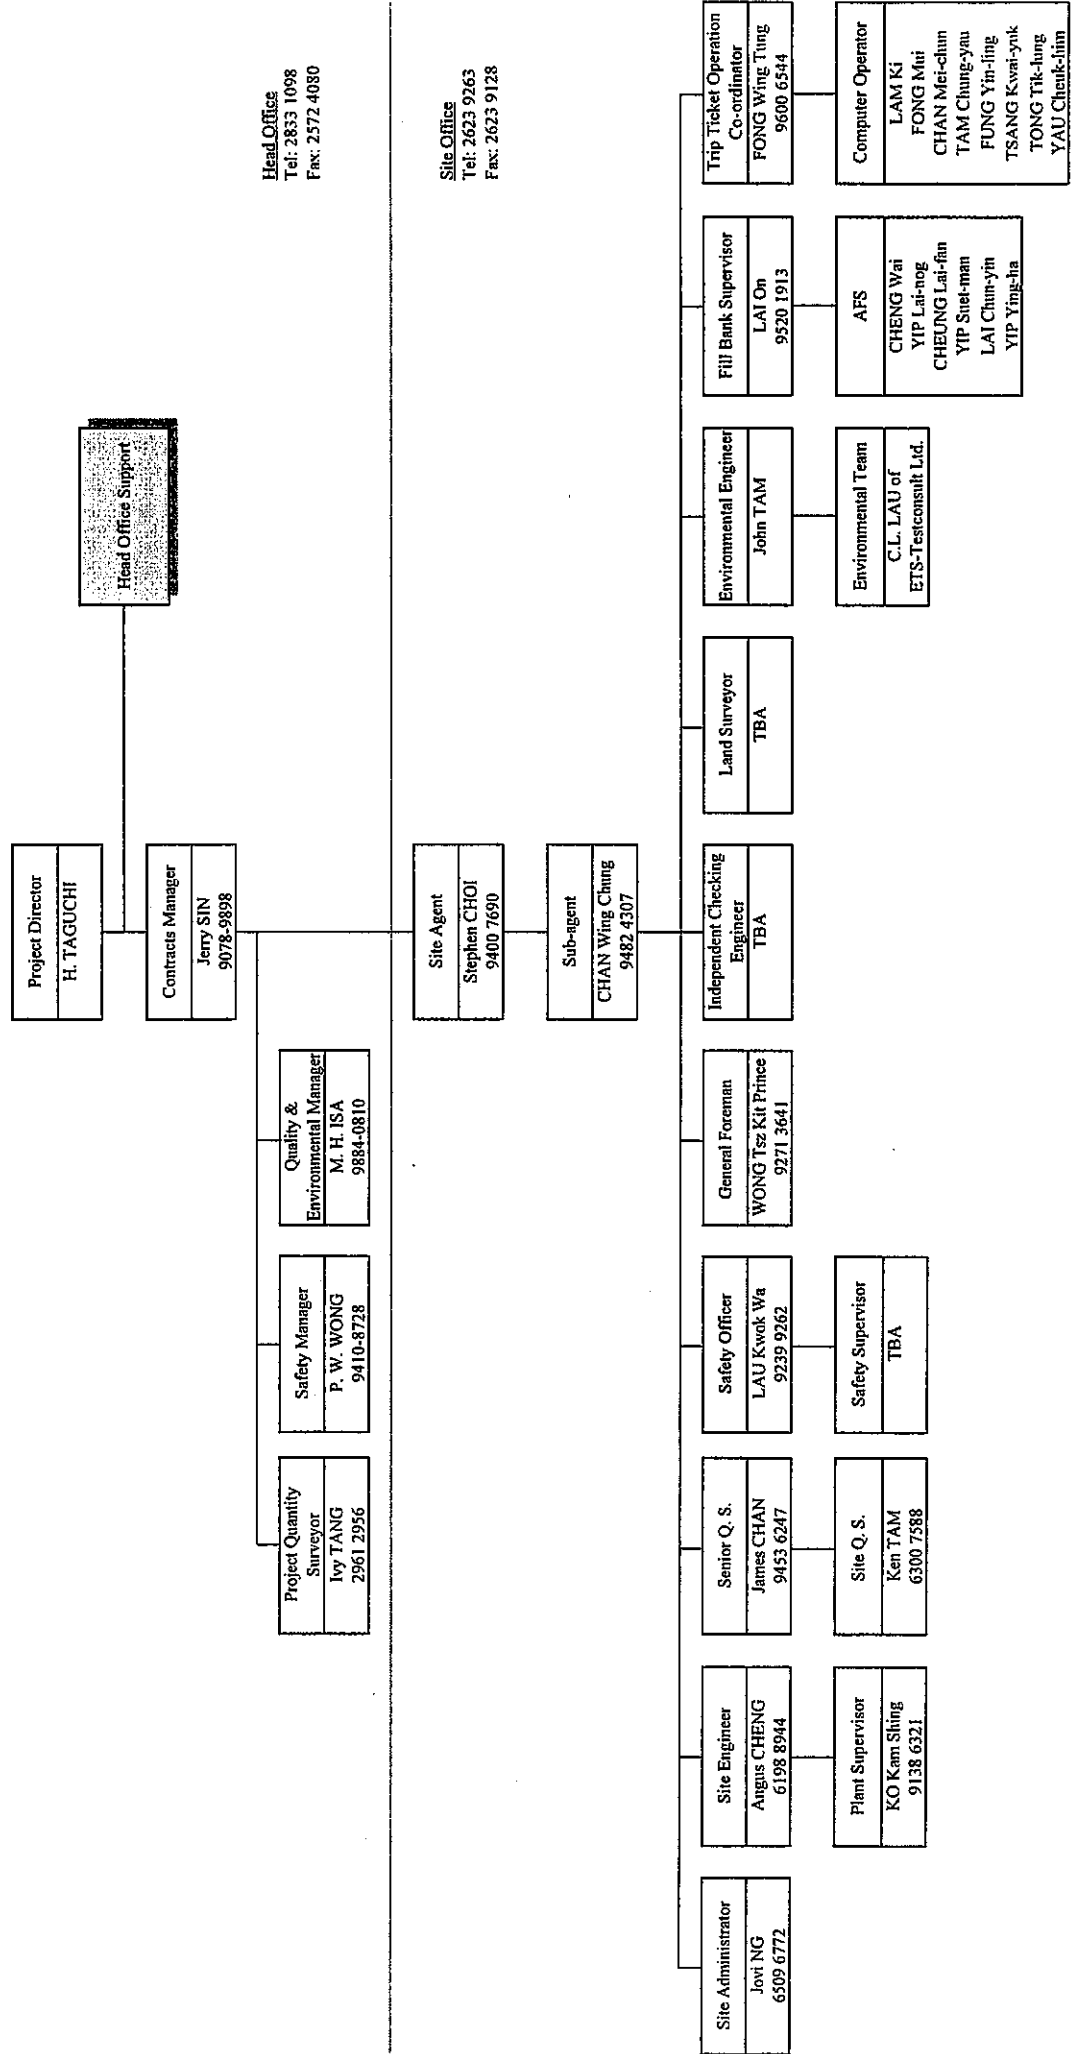 Project Director
H. TAGUCHI
Head Office Support
Contracts Manager
Jerry SIN
9078-9898
Head Office
Tel: 2833 1098
Fax: 2572 4080
Project Quantity
Surveyor
Ivy TANG
2961 2956
Safety Manager
P. W. WONG
9410-8728
Quality &
Environmental Manager
M. H. ISA
9884-0810
Site Agent
Stephen CHOI
9400 7690
Site Office
Tel: 2623 9263
Fax: 2623 9128
Sub-agent
CHAN Wing Chung
9482 4307
Site Administrator
Jovi NG
6509 6772
Site Engineer
Angus CHENG
6198 8944
Senior Q. S.
James CHAN
9453 6247
Safety Officer
LAU Kwok Wa
9239 9262
General Foreman
WONG Tsz Kit Prince
9271 3641
Independent Checking
Engineer
TBA
Land Surveyor
TBA
Environmental Engineer
John TAM
Fill Bank Supervisor
LAI On
9520 1913
Trip Ticket Operation
Co-ordinator
FONG Wing Tung
9600 6544
Plant Supervisor
KO Kam Shing
9138 6321
Site Q. S.
Ken TAM
6300 7588
Safety Supervisor
TBA
Environmental Team
C.L. LAU of
ETS-Testconsult Ltd.
AFS
CHENG Wai
YIP Lai-nog
CHEUNG Lai-fan
YIP Suet-man
LAI Chun-yin
YIP Ying-ha
Computer Operator
LAM Ki
FONG Mui
CHAN Mei-chun
TAM Chung-yau
FUNG Yin-ling
TSANG Kwai-yuk
TONG Tik-lung
YAU Cheuk-him